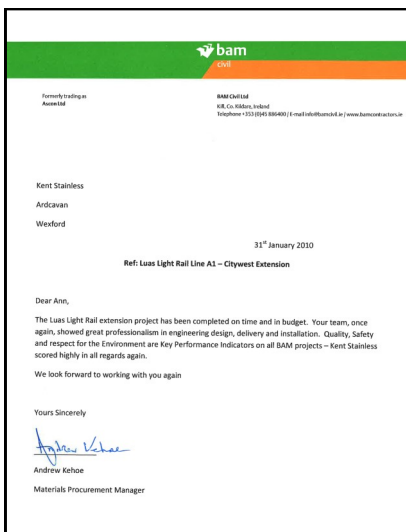 bam
civil
Formerly trading as
Ascon Ltd
BAM Civil Ltd
Kill, Co. Kildare, Ireland
Telephone +353 (0)45 886400 / E-mail info@bamcivil.ie / www.bamcontractors.ie
Kent Stainless
Ardcavan
Wexford
31st January 2010
Ref: Luas Light Rail Line A1 – Citywest Extension
Dear Ann,
The Luas Light Rail extension project has been completed on time and in budget. Your team, once
again, showed great professionalism in engineering design, delivery and installation. Quality, Safety
and respect for the Environment are Key Performance Indicators on all BAM projects – Kent Stainless
scored highly in all regards again.
We look forward to working with you again
Yours Sincerely
Andrew Kehoe
Andrew Kehoe
Materials Procurement Manager